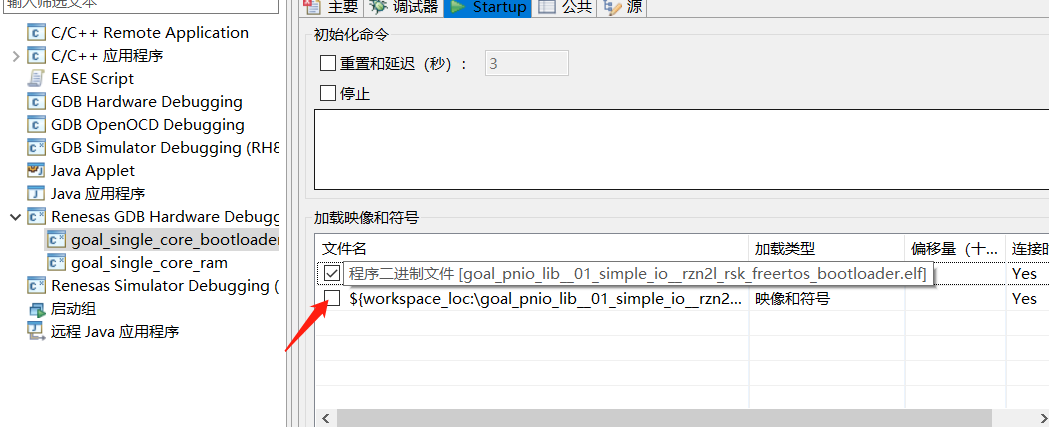 输入筛选文本
C/C++ Remote Application
C/C++ 应用程序
EASE Script
GDB Hardware Debugging
GDB OpenOCD Debugging
GDB Simulator Debugging (RH8
Java Applet
Java 应用程序
Renesas GDB Hardware Debugg
goal_single_core_bootloader
goal_single_core_ram
Renesas Simulator Debugging (
启动组
远程 Java 应用程序
主要 调试器 Startup 公共 源
初始化命令
重置和延迟（秒）： 3
停止
加载映像和符号
文件名 加载类型 偏移量（十... 连接时
程序二进制文件 [goal_pnio_lib__01_simple_io__rzn2l_rsk_freertos_bootloader.elf] Yes
${workspace_loc:\goal_pnio_lib__01_simple_io__rzn2... 映像和符号 Yes